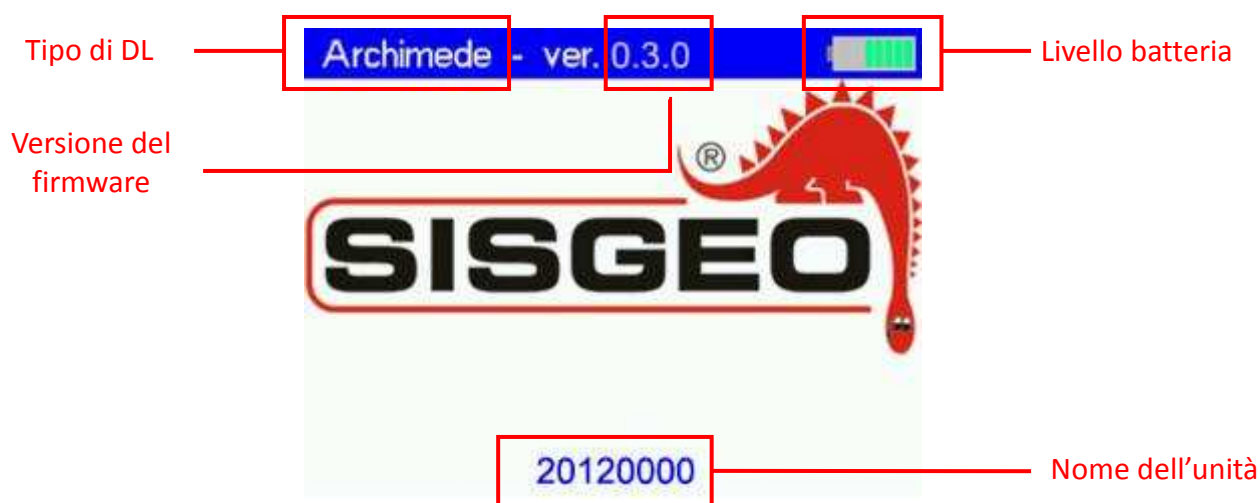 Tipo di DL
Archimede - ver. 0.3.0
Livello batteria
Versione del
firmware
®
SISGEO
20120000
Nome dell'unità